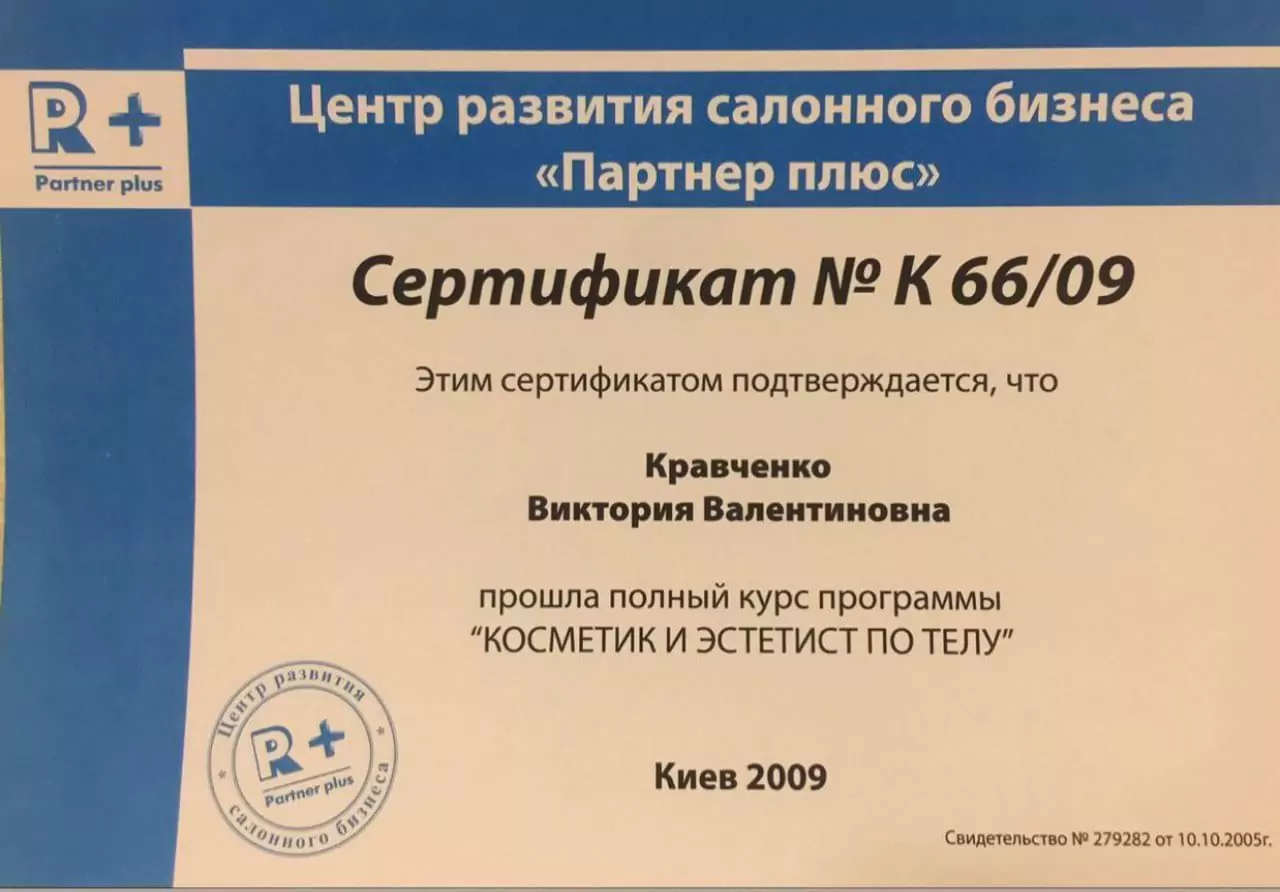 R +
Partner plus
Центр развития салонного бизнеса
«Партнер плюс»
Сертификат № К 66/09
Этим сертификатом подтверждается, что
Кравченко
Виктория Валентиновна
прошла полный курс программы
“КОСМЕТИК И ЭСТЕТИСТ ПО ТЕЛУ”
Центр развития
R +
Partner plus
салонного бизнеса
Киев 2009
Свидетельство № 279282 от 10.10.2005г.